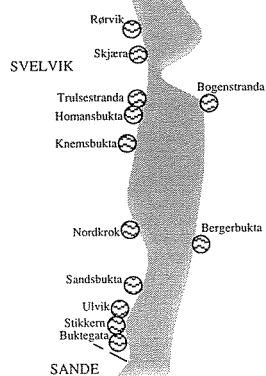 Rørvik
Skjæra
SVELVIK
Bogenstranda
Trulsestranda
Homansbukta
Knemsbukta
Nordkrok
Bergerbukta
Sandsbukta
Ulvik
Stikkern
Buktegata
SANDE